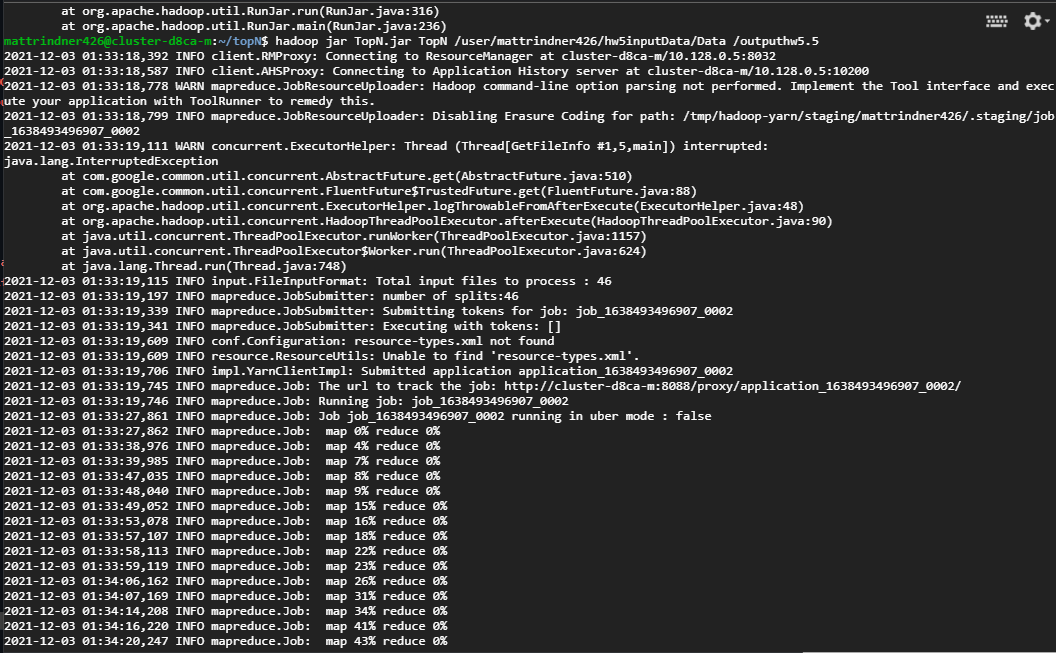 at org.apache.hadoop.util.RunJar.run(RunJar.java:316)
        at org.apache.hadoop.util.RunJar.main(RunJar.java:236)
mattrindner426@cluster-d8ca-m:~/topN$ hadoop jar TopN.jar TopN /user/mattrindner426/hw5inputData/Data /outputhw5.5
2021-12-03 01:33:18,392 INFO client.RMProxy: Connecting to ResourceManager at cluster-d8ca-m/10.128.0.5:8032
2021-12-03 01:33:18,587 INFO client.AHSProxy: Connecting to Application History server at cluster-d8ca-m/10.128.0.5:10200
2021-12-03 01:33:18,778 WARN mapreduce.JobResourceUploader: Hadoop command-line option parsing not performed. Implement the Tool interface and exec
ute your application with ToolRunner to remedy this.
2021-12-03 01:33:18,799 INFO mapreduce.JobResourceUploader: Disabling Erasure Coding for path: /tmp/hadoop-yarn/staging/mattrindner426/.staging/job
_1638493496907_0002
2021-12-03 01:33:19,111 WARN concurrent.ExecutorHelper: Thread (Thread[GetFileInfo #1,5,main]) interrupted:
java.lang.InterruptedException
        at com.google.common.util.concurrent.AbstractFuture.get(AbstractFuture.java:510)
        at com.google.common.util.concurrent.FluentFuture$TrustedFuture.get(FluentFuture.java:88)
        at org.apache.hadoop.util.concurrent.ExecutorHelper.logThrowableFromAfterExecute(ExecutorHelper.java:48)
        at org.apache.hadoop.util.concurrent.HadoopThreadPoolExecutor.afterExecute(HadoopThreadPoolExecutor.java:90)
        at java.util.concurrent.ThreadPoolExecutor.runWorker(ThreadPoolExecutor.java:1157)
        at java.util.concurrent.ThreadPoolExecutor$Worker.run(ThreadPoolExecutor.java:624)
        at java.lang.Thread.run(Thread.java:748)
2021-12-03 01:33:19,115 INFO input.FileInputFormat: Total input files to process : 46
2021-12-03 01:33:19,197 INFO mapreduce.JobSubmitter: number of splits:46
2021-12-03 01:33:19,339 INFO mapreduce.JobSubmitter: Submitting tokens for job: job_1638493496907_0002
2021-12-03 01:33:19,341 INFO mapreduce.JobSubmitter: Executing with tokens: []
2021-12-03 01:33:19,609 INFO conf.Configuration: resource-types.xml not found
2021-12-03 01:33:19,609 INFO resource.ResourceUtils: Unable to find 'resource-types.xml'.
2021-12-03 01:33:19,706 INFO impl.YarnClientImpl: Submitted application application_1638493496907_0002
2021-12-03 01:33:19,745 INFO mapreduce.Job: The url to track the job: http://cluster-d8ca-m:8088/proxy/application_1638493496907_0002/
2021-12-03 01:33:19,746 INFO mapreduce.Job: Running job: job_1638493496907_0002
2021-12-03 01:33:27,861 INFO mapreduce.Job: Job job_1638493496907_0002 running in uber mode : false
2021-12-03 01:33:27,862 INFO mapreduce.Job:  map 0% reduce 0%
2021-12-03 01:33:38,976 INFO mapreduce.Job:  map 4% reduce 0%
2021-12-03 01:33:39,985 INFO mapreduce.Job:  map 7% reduce 0%
2021-12-03 01:33:47,035 INFO mapreduce.Job:  map 8% reduce 0%
2021-12-03 01:33:48,040 INFO mapreduce.Job:  map 9% reduce 0%
2021-12-03 01:33:49,052 INFO mapreduce.Job:  map 15% reduce 0%
2021-12-03 01:33:53,078 INFO mapreduce.Job:  map 16% reduce 0%
2021-12-03 01:33:57,107 INFO mapreduce.Job:  map 18% reduce 0%
2021-12-03 01:33:58,113 INFO mapreduce.Job:  map 22% reduce 0%
2021-12-03 01:33:59,119 INFO mapreduce.Job:  map 23% reduce 0%
2021-12-03 01:34:06,162 INFO mapreduce.Job:  map 26% reduce 0%
2021-12-03 01:34:07,169 INFO mapreduce.Job:  map 31% reduce 0%
2021-12-03 01:34:14,208 INFO mapreduce.Job:  map 34% reduce 0%
2021-12-03 01:34:16,220 INFO mapreduce.Job:  map 41% reduce 0%
2021-12-03 01:34:20,247 INFO mapreduce.Job:  map 43% reduce 0%